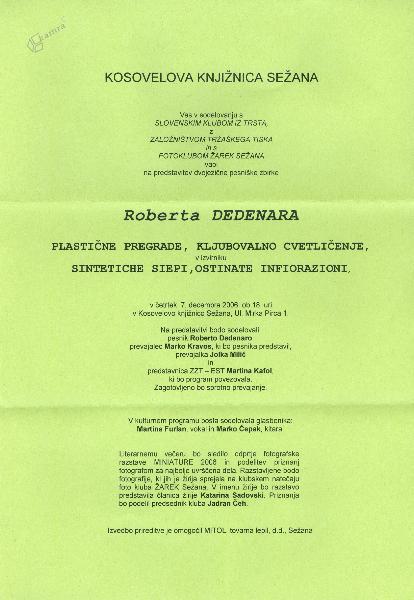 kamra
KOSOVELOVA KNJIŽNICA SEŽANA
Vas v sodelovanju s
SLOVENSKIM KLUBOM IZ TRSTA,
z
ZALOŽNIŠTVOM TRŽAŠKEGA TISKA
in s
FOTOKLUBOM ŽAREK SEŽANA
vabi
na predstavitev dvojezične pesniške zbirke
Roberta DEDENARA
PLASTIČNE PREGRADE, KLJUBOVALNO CVETLIČENJE,
v izvirniku
SINTETICHE SIEPI, OSTINATE INFIORAZIONI,
v četrtek, 7. decembra 2006, ob 18. uri
v Kosovelovo knjižnico Sežana, Ul. Mirka Pirca 1.
Na predstavitvi bodo sodelovali
pesnik Roberto Dedenaro,
prevajalec Marko Kravos, ki bo pesnika predstavil,
prevajalka Jolka Milič
in
predstavnica ZTT – EST Martina Kafol,
ki bo program povezovala.
Zagotovljeno bo sprotno prevajanje.
V kulturnem programu bosta sodelovala glasbenika:
Martina Furlan, vokal in Marko Čepak, kitara
Literarnemu večeru bo sledilo odprtje fotografske
razstave MINIATURE 2006 in podelitev priznanj
fotografom za najbolje uvrščena dela. Razstavljene bodo
fotografije, ki jih je žirija sprejela na klubskem natečaju
foto kluba ŽAREK Sežana. V imenu žirije bo razstavo
predstavila članica žirije Katarina Sadovski. Priznanja
bo podelil predsednik kluba Jadran Čeh.
Izvedbo prireditve je omogočil MITOL, tovarna lepil, d.d., Sežana